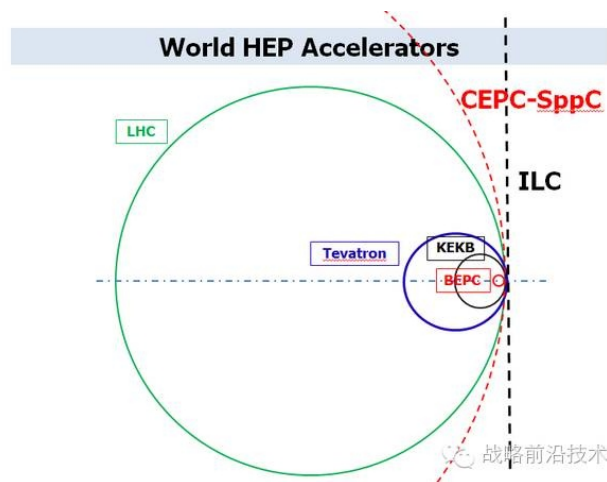 World HEP Accelerators
CEPC-SppC
LHC
ILC
KEKB
Tevatron
BEPC
战略前沿技术